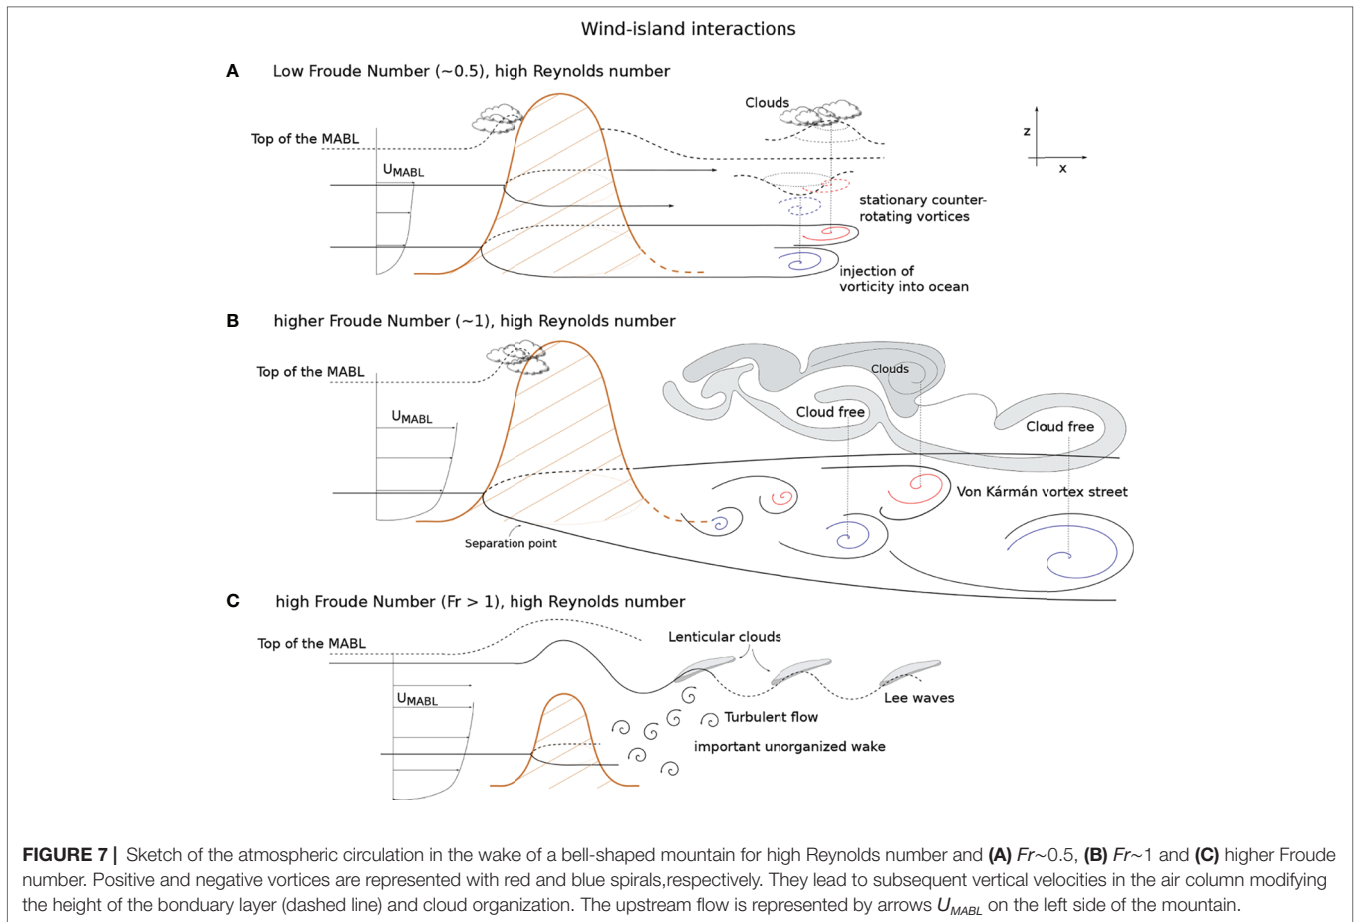 Wind-island interactions
A Low Froude Number (~0.5), high Reynolds number
Clouds
Top of the MABL
z
UMABL
x
stationary counter-
rotating vortices
injection of
vorticity into ocean
B higher Froude Number (~1), high Reynolds number
Top of the MABL
Clouds
UMABL
Cloud free
Cloud free
Von Kármán vortex street
Separation point
C high Froude Number (Fr > 1), high Reynolds number
Top of the MABL
Lenticular clouds
UMABL
Lee waves
Turbulent flow
important unorganized wake
FIGURE 7 | Sketch of the atmospheric circulation in the wake of a bell-shaped mountain for high Reynolds number and (A) Fr~0.5, (B) Fr~1 and (C) higher Froude
number. Positive and negative vortices are represented with red and blue spirals,respectively. They lead to subsequent vertical velocities in the air column modifying
the height of the bonduary layer (dashed line) and cloud organization. The upstream flow is represented by arrows UMABL on the left side of the mountain.